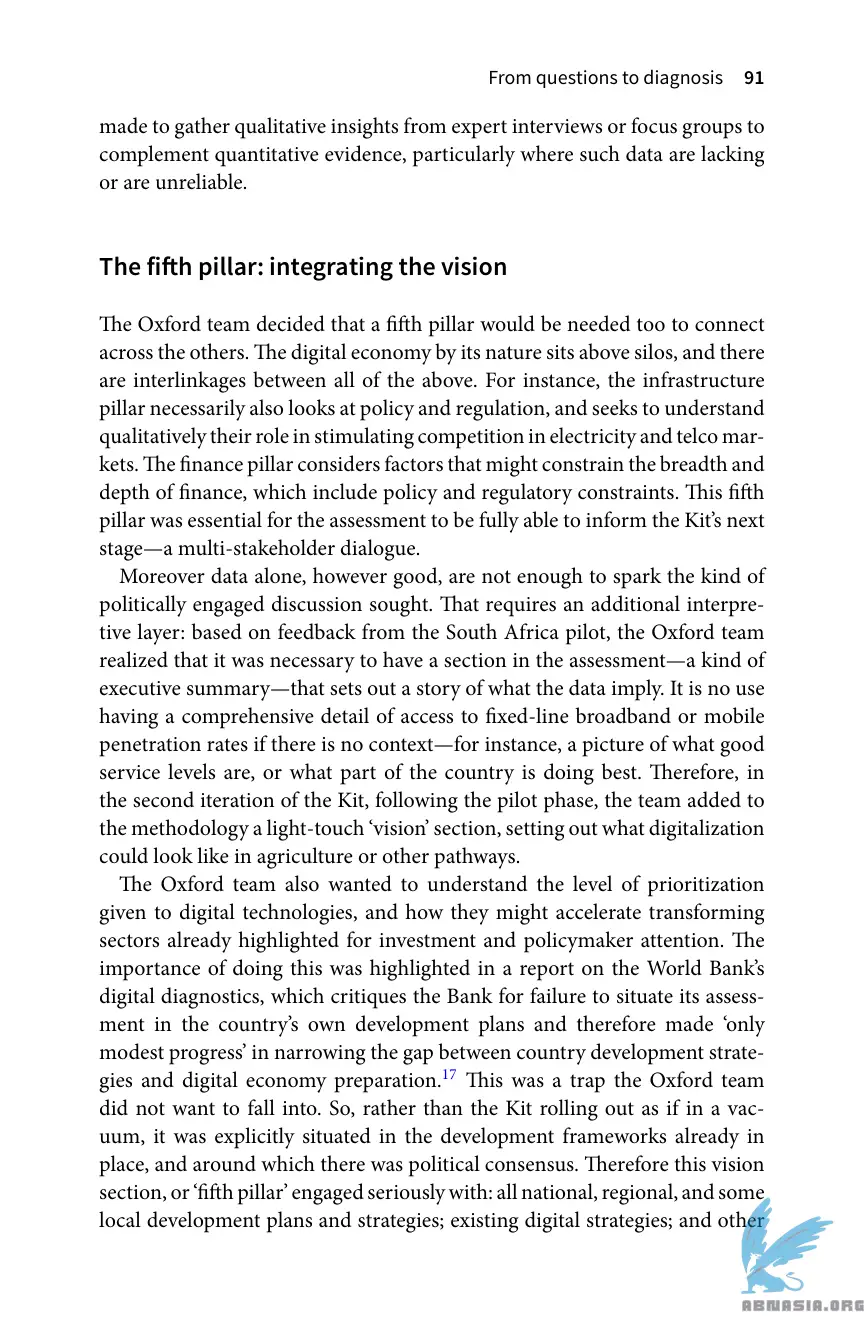 From questions to diagnosis 91
made to gather qualitative insights from expert interviews or focus groups to
complement quantitative evidence, particularly where such data are lacking
or are unreliable.
The fifth pillar: integrating the vision
The Oxford team decided that a fifth pillar would be needed too to connect
across the others. The digital economy by its nature sits above silos, and there
are interlinkages between all of the above. For instance, the infrastructure
pillar necessarily also looks at policy and regulation, and seeks to understand
qualitatively their role in stimulating competition in electricity and telco mar-
kets. The finance pillar considers factors that might constrain the breadth and
depth of finance, which include policy and regulatory constraints. This fifth
pillar was essential for the assessment to be fully able to inform the Kit’s next
stage—a multi-stakeholder dialogue.
Moreover data alone, however good, are not enough to spark the kind of
politically engaged discussion sought. That requires an additional interpre-
tive layer: based on feedback from the South Africa pilot, the Oxford team
realized that it was necessary to have a section in the assessment—a kind of
executive summary—that sets out a story of what the data imply. It is no use
having a comprehensive detail of access to fixed-line broadband or mobile
penetration rates if there is no context—for instance, a picture of what good
service levels are, or what part of the country is doing best. Therefore, in
the second iteration of the Kit, following the pilot phase, the team added to
the methodology a light-touch ‘vision’ section, setting out what digitalization
could look like in agriculture or other pathways.
The Oxford team also wanted to understand the level of prioritization
given to digital technologies, and how they might accelerate transforming
sectors already highlighted for investment and policymaker attention. The
importance of doing this was highlighted in a report on the World Bank’s
digital diagnostics, which critiques the Bank for failure to situate its assess-
ment in the country’s own development plans and therefore made ‘only
modest progress’ in narrowing the gap between country development strate-
gies and digital economy preparation.17 This was a trap the Oxford team
did not want to fall into. So, rather than the Kit rolling out as if in a vac-
uum, it was explicitly situated in the development frameworks already in
place, and around which there was political consensus. Therefore this vision
section, or ‘fifth pillar’ engaged seriously with: all national, regional, and some
local development plans and strategies; existing digital strategies; and other
ABNASIA.ORG